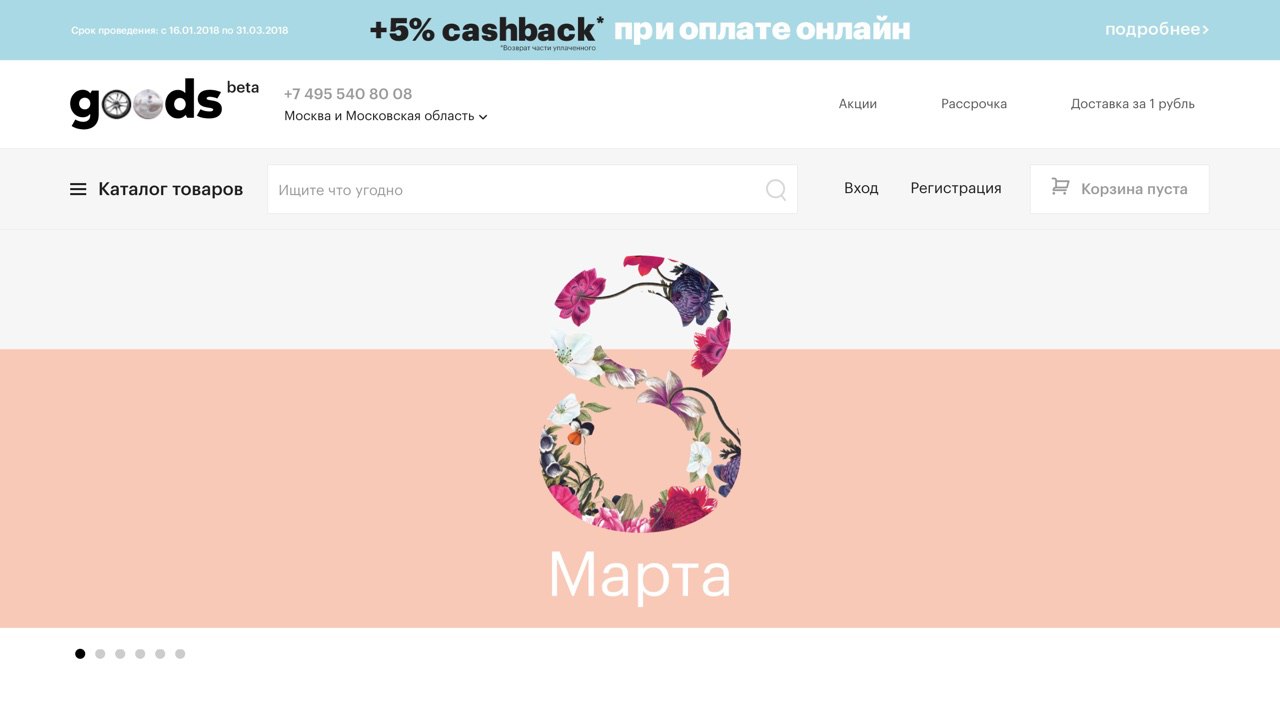 Срок проведения: с 16.01.2018 по 31.03.2018
+5% cashback* при оплате онлайн
*Возврат части уплаченного
подробнее>
goods beta
+7 495 540 80 08
Москва и Московская область
Акции
Рассрочка
Доставка за 1 рубль
Каталог товаров
Ищите что угодно
Вход
Регистрация
Корзина пуста
8
Марта